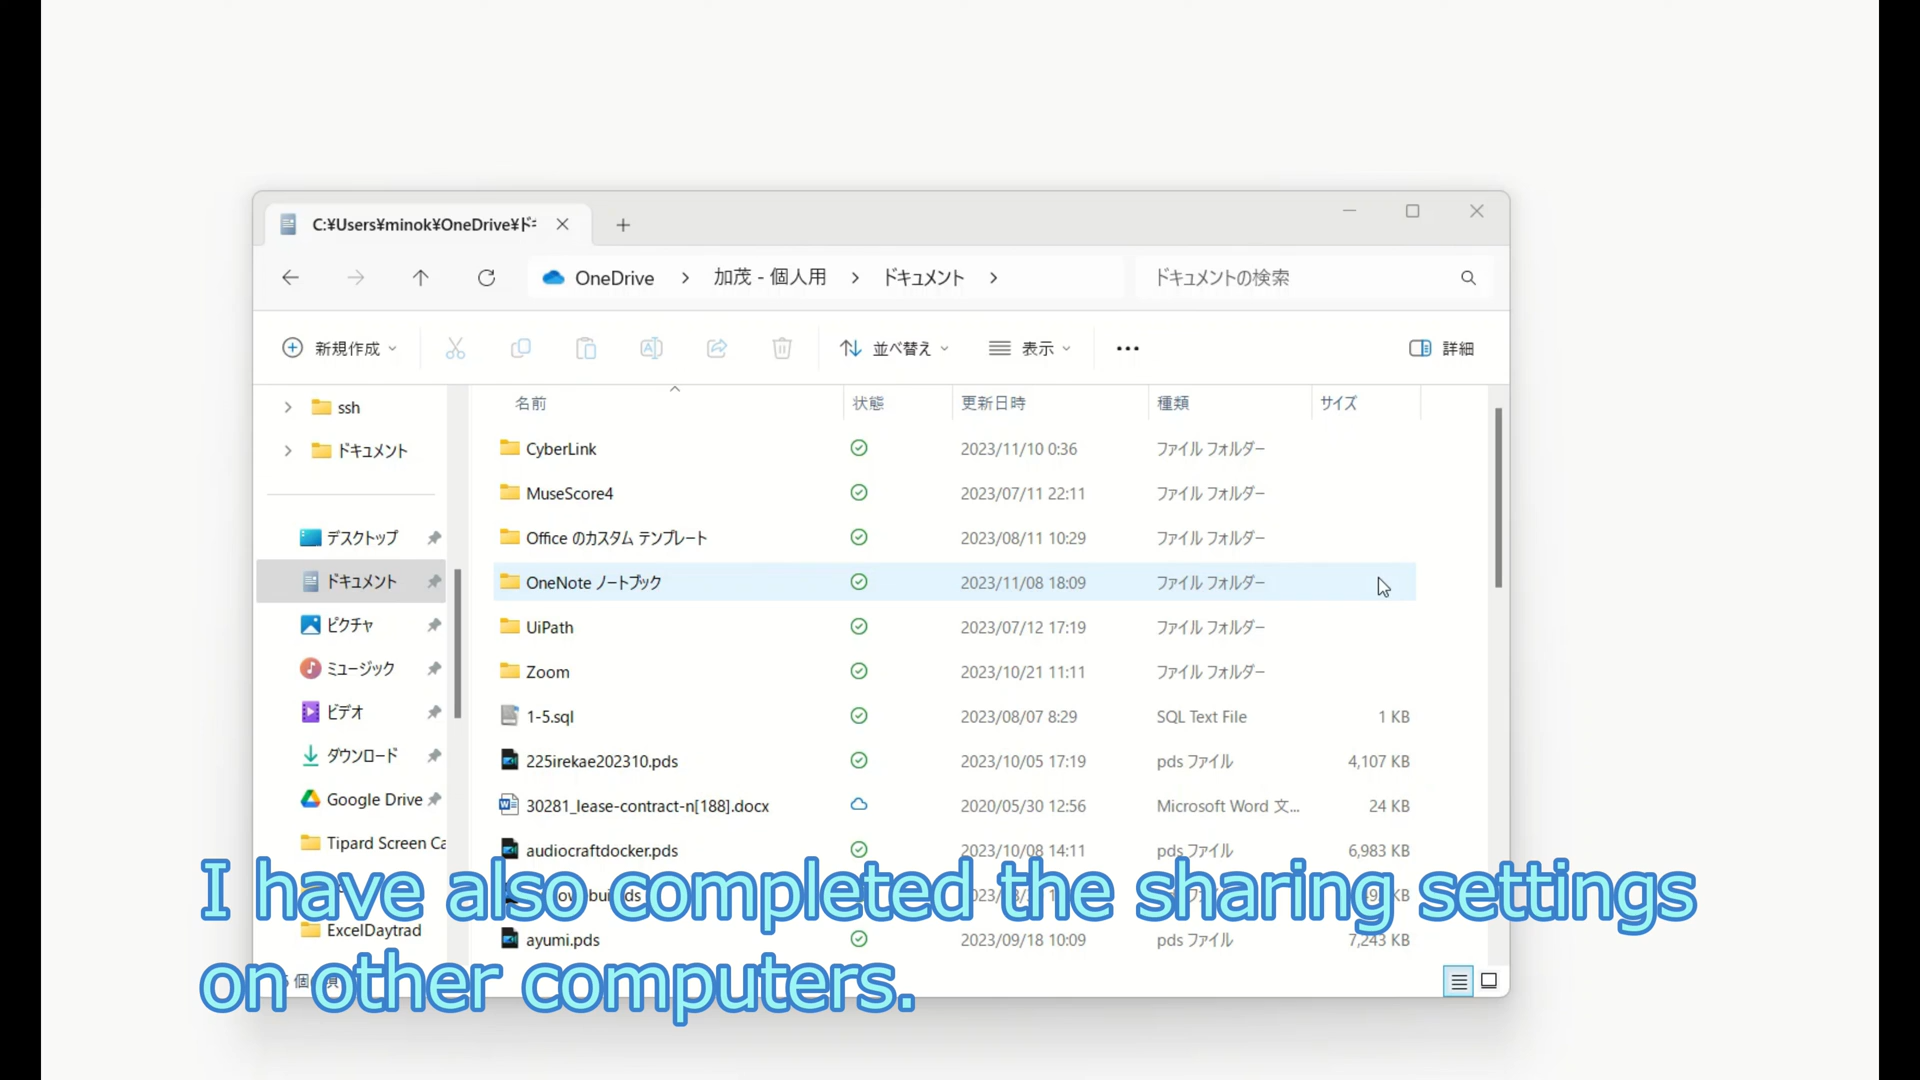 C:¥Users¥minok¥OneDrive¥ド
OneDrive > 加茂 - 個人用 > ドキュメント >
ドキュメントの検索
新規作成
並べ替え
表示
詳細
ssh
ドキュメント
デスクトップ
ドキュメント
ピクチャ
ミュージック
ビデオ
ダウンロード
Google Drive
Tipard Screen Ca
ExcelDaytrad
名前 状態 更新日時 種類 サイズ
CyberLink 2023/11/10 0:36 ファイル フォルダー
MuseScore4 2023/07/11 22:11 ファイル フォルダー
Office のカスタム テンプレート 2023/08/11 10:29 ファイル フォルダー
OneNote ノートブック 2023/11/08 18:09 ファイル フォルダー
UiPath 2023/07/12 17:19 ファイル フォルダー
Zoom 2023/10/21 11:11 ファイル フォルダー
1-5.sql 2023/08/07 8:29 SQL Text File 1 KB
225irekae202310.pds 2023/10/05 17:19 pds ファイル 4,107 KB
30281_lease-contract-n[188].docx 2020/05/30 12:56 Microsoft Word 文... 24 KB
audiocraftdocker.pds 2023/10/08 14:11 pds ファイル 6,983 KB
ayumi.pds 2023/09/18 10:09 pds ファイル 7,243 KB
I have also completed the sharing settings
on other computers.